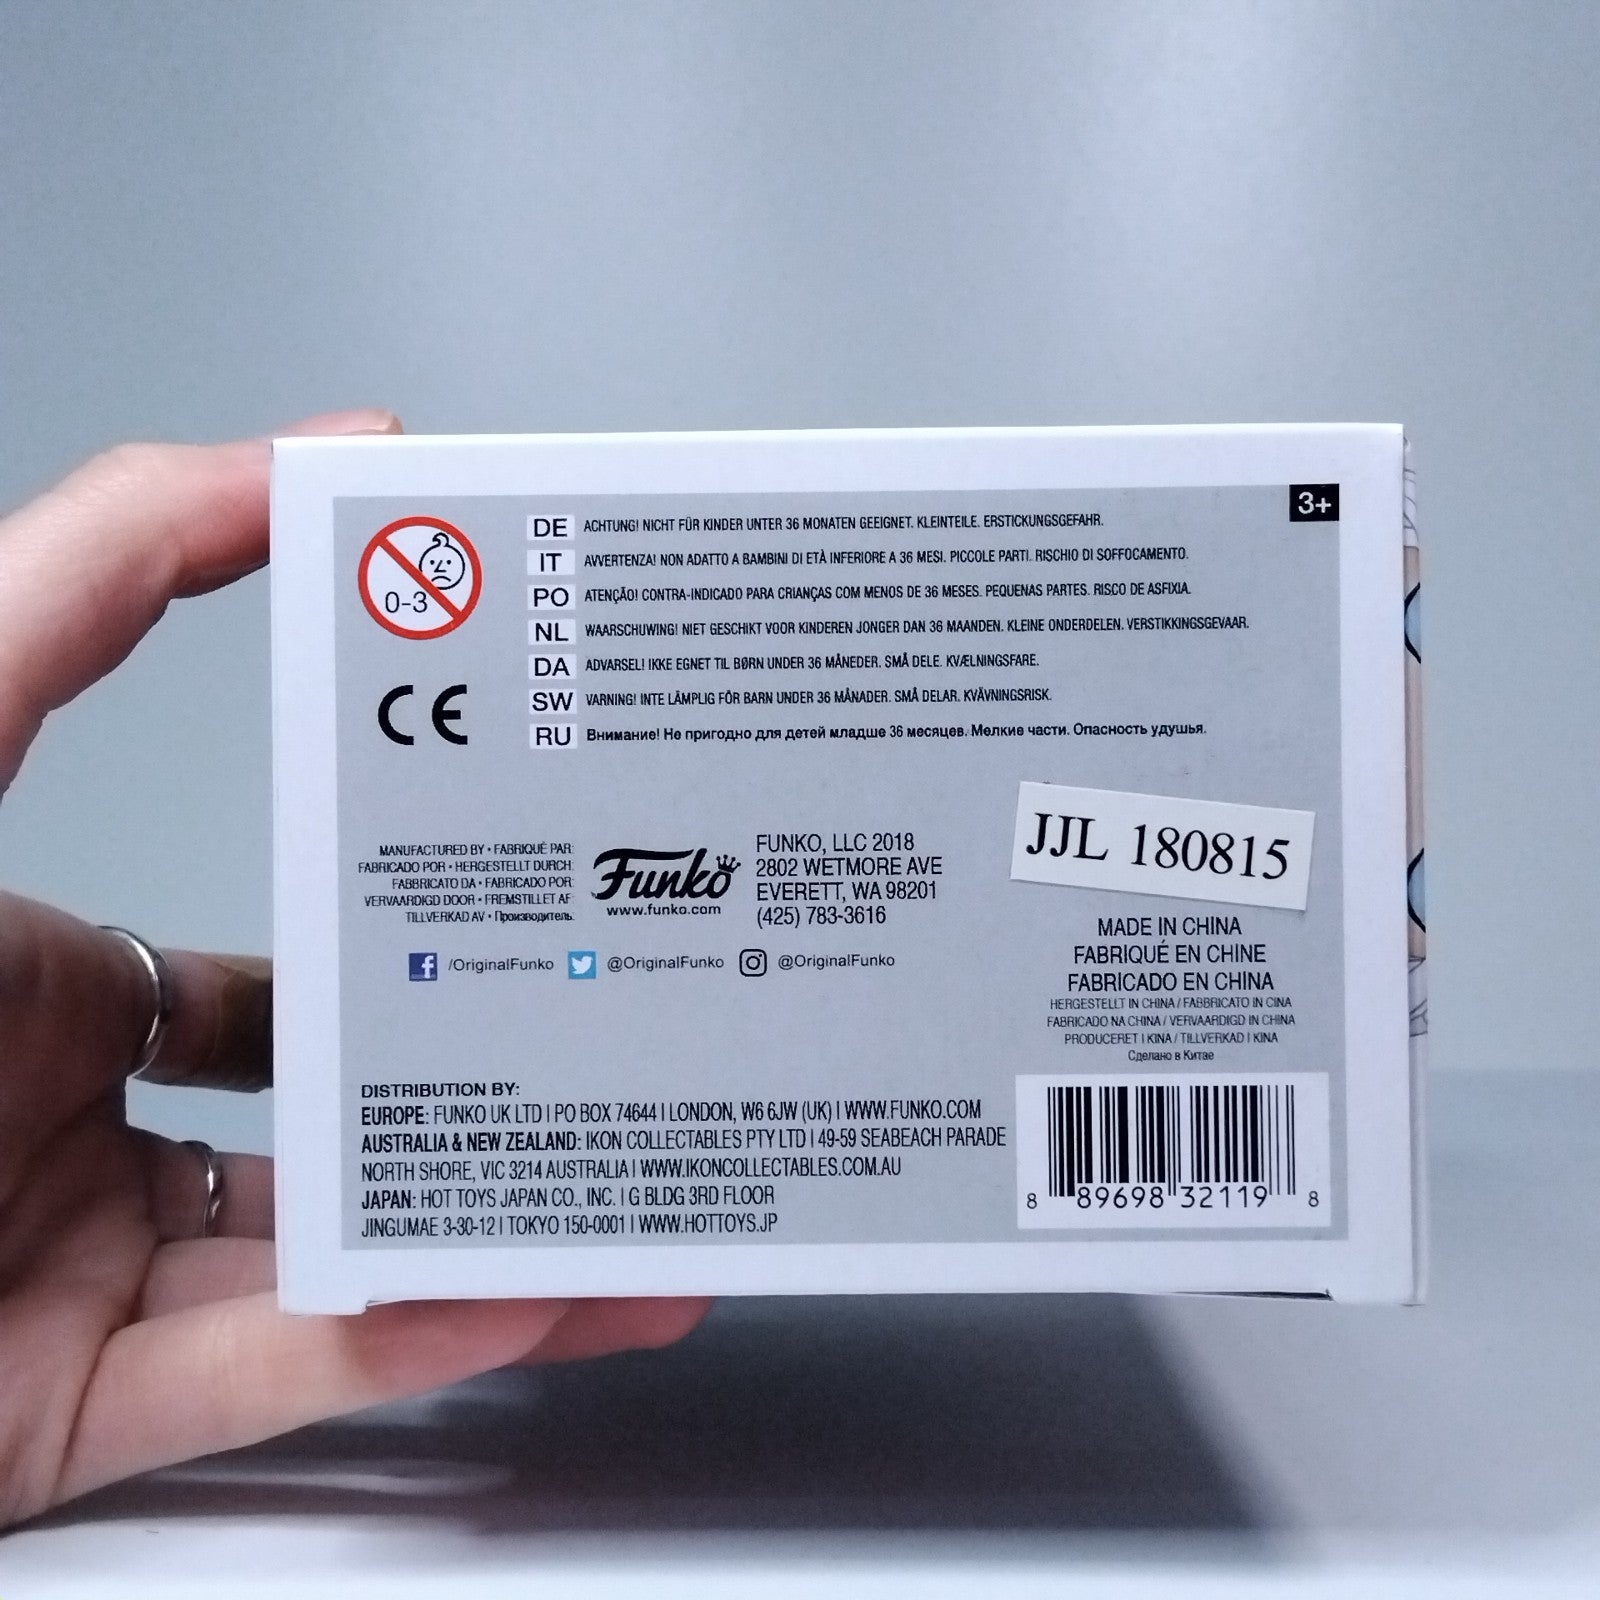 3+
0-3
DE ACHTUNG! NICHT FÜR KINDER UNTER 36 MONATEN GEEIGNET. KLEINTEILE. ERSTICKUNGSGEFAHR.
IT AVVERTENZA! NON ADATTO A BAMBINI DI ETÀ INFERIORE A 36 MESI. PICCOLE PARTI. RISCHIO DI SOFFOCAMENTO.
PO ATENÇÃO! CONTRA-INDICADO PARA CRIANÇAS COM MENOS DE 36 MESES. PEQUENAS PARTES. RISCO DE ASFIXIA.
NL WAARSCHUWING! NIET GESCHIKT VOOR KINDEREN JONGER DAN 36 MAANDEN. KLEINE ONDERDELEN. VERSTIKKINGSGEVAAR.
DA ADVARSEL! IKKE EGNET TIL BØRN UNDER 36 MÅNEDER. SMÅ DELE. KVÆLNINGSFARE.
SW VARNING! INTE LÄMPLIG FÖR BARN UNDER 36 MÅNADER. SMÅ DELAR. KVÄVNINGSRISK.
RU Внимание! Не пригодно для детей младше 36 месяцев. Мелкие части. Опасность удушья.
CE
MANUFACTURED BY • FABRIQUÉ PAR:
FABRICADO POR • HERGESTELLT DURCH:
FABBRICATO DA • FABRICADO POR:
VERVAARDIGD DOOR • FREMSTILLET AF:
TILLVERKAD AV • Производитель:
Funko
www.funko.com
FUNKO, LLC 2018
2802 WETMORE AVE
EVERETT, WA 98201
(425) 783-3616
/OriginalFunko @OriginalFunko @OriginalFunko
JJL 180815
MADE IN CHINA
FABRIQUÉ EN CHINE
FABRICADO EN CHINA
HERGESTELLT IN CHINA / FABBRICATO IN CINA
FABRICADO NA CHINA / VERVAARDIGD IN CHINA
PRODUCERET I KINA / TILLVERKAD I KINA
Сделано в Китае
DISTRIBUTION BY:
EUROPE: FUNKO UK LTD | PO BOX 74644 | LONDON, W6 6JW (UK) | WWW.FUNKO.COM
AUSTRALIA & NEW ZEALAND: IKON COLLECTABLES PTY LTD | 49-59 SEABEACH PARADE
NORTH SHORE, VIC 3214 AUSTRALIA | WWW.IKONCOLLECTABLES.COM.AU
JAPAN: HOT TOYS JAPAN CO., INC. | G BLDG 3RD FLOOR
JINGUMAE 3-30-12 | TOKYO 150-0001 | WWW.HOTTOYS.JP
8 89698 32119 8